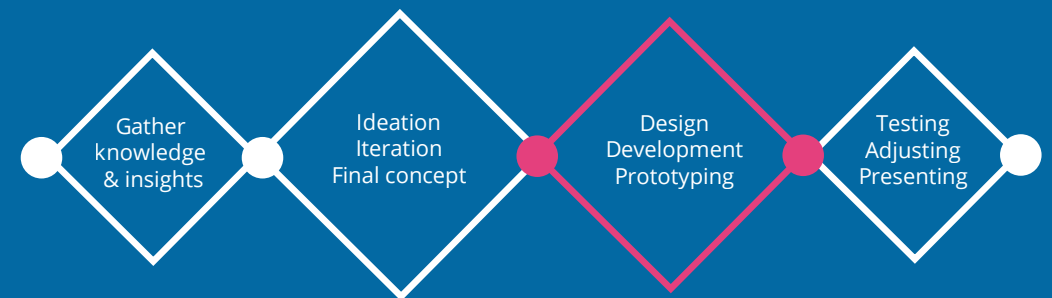 Gather
knowledge
& insights
Ideation
Iteration
Final concept
Design
Development
Prototyping
Testing
Adjusting
Presenting